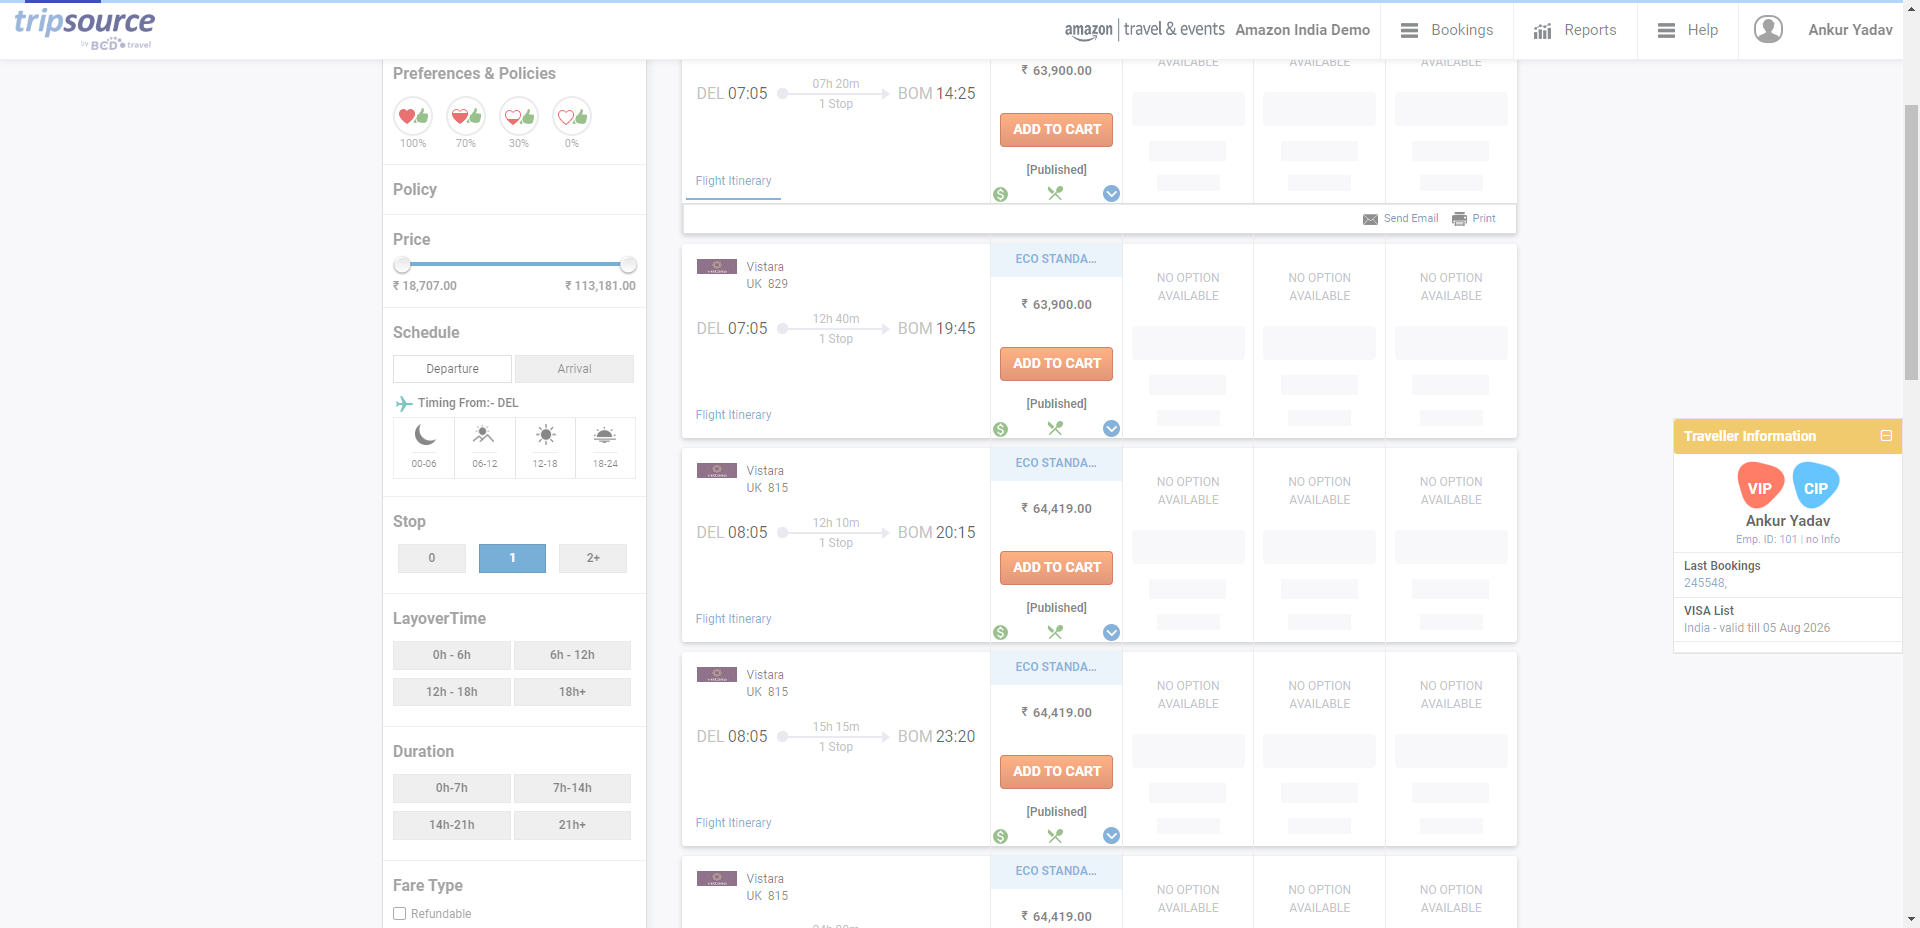 tripsource
by BCD travel
amazon | travel & events
Amazon India Demo
Bookings
Reports
Help
Ankur Yadav
Preferences & Policies
100%
70%
30%
0%
Policy
Price
₹ 18,707.00
₹ 113,181.00
Schedule
Departure
Arrival
Timing From:- DEL
00-06
06-12
12-18
18-24
Stop
0
1
2+
LayoverTime
0h - 6h
6h - 12h
12h - 18h
18h+
Duration
0h-7h
7h-14h
14h-21h
21h+
Fare Type
Refundable
DEL 07:05
07h 20m
1 Stop
BOM 14:25
Flight Itinerary
₹ 63,900.00
ADD TO CART
[Published]
AVAILABLE
AVAILABLE
AVAILABLE
Send Email
Print
Vistara
UK 829
DEL 07:05
12h 40m
1 Stop
BOM 19:45
Flight Itinerary
ECO STANDA...
₹ 63,900.00
ADD TO CART
[Published]
NO OPTION
AVAILABLE
NO OPTION
AVAILABLE
NO OPTION
AVAILABLE
Vistara
UK 815
DEL 08:05
12h 10m
1 Stop
BOM 20:15
Flight Itinerary
ECO STANDA...
₹ 64,419.00
ADD TO CART
[Published]
NO OPTION
AVAILABLE
NO OPTION
AVAILABLE
NO OPTION
AVAILABLE
Vistara
UK 815
DEL 08:05
15h 15m
1 Stop
BOM 23:20
Flight Itinerary
ECO STANDA...
₹ 64,419.00
ADD TO CART
[Published]
NO OPTION
AVAILABLE
NO OPTION
AVAILABLE
NO OPTION
AVAILABLE
Vistara
UK 815
ECO STANDA...
₹ 64,419.00
NO OPTION
AVAILABLE
NO OPTION
AVAILABLE
NO OPTION
AVAILABLE
Traveller Information
VIP
CIP
Ankur Yadav
Emp. ID: 101 | no Info
Last Bookings
245548,
VISA List
India - valid till 05 Aug 2026